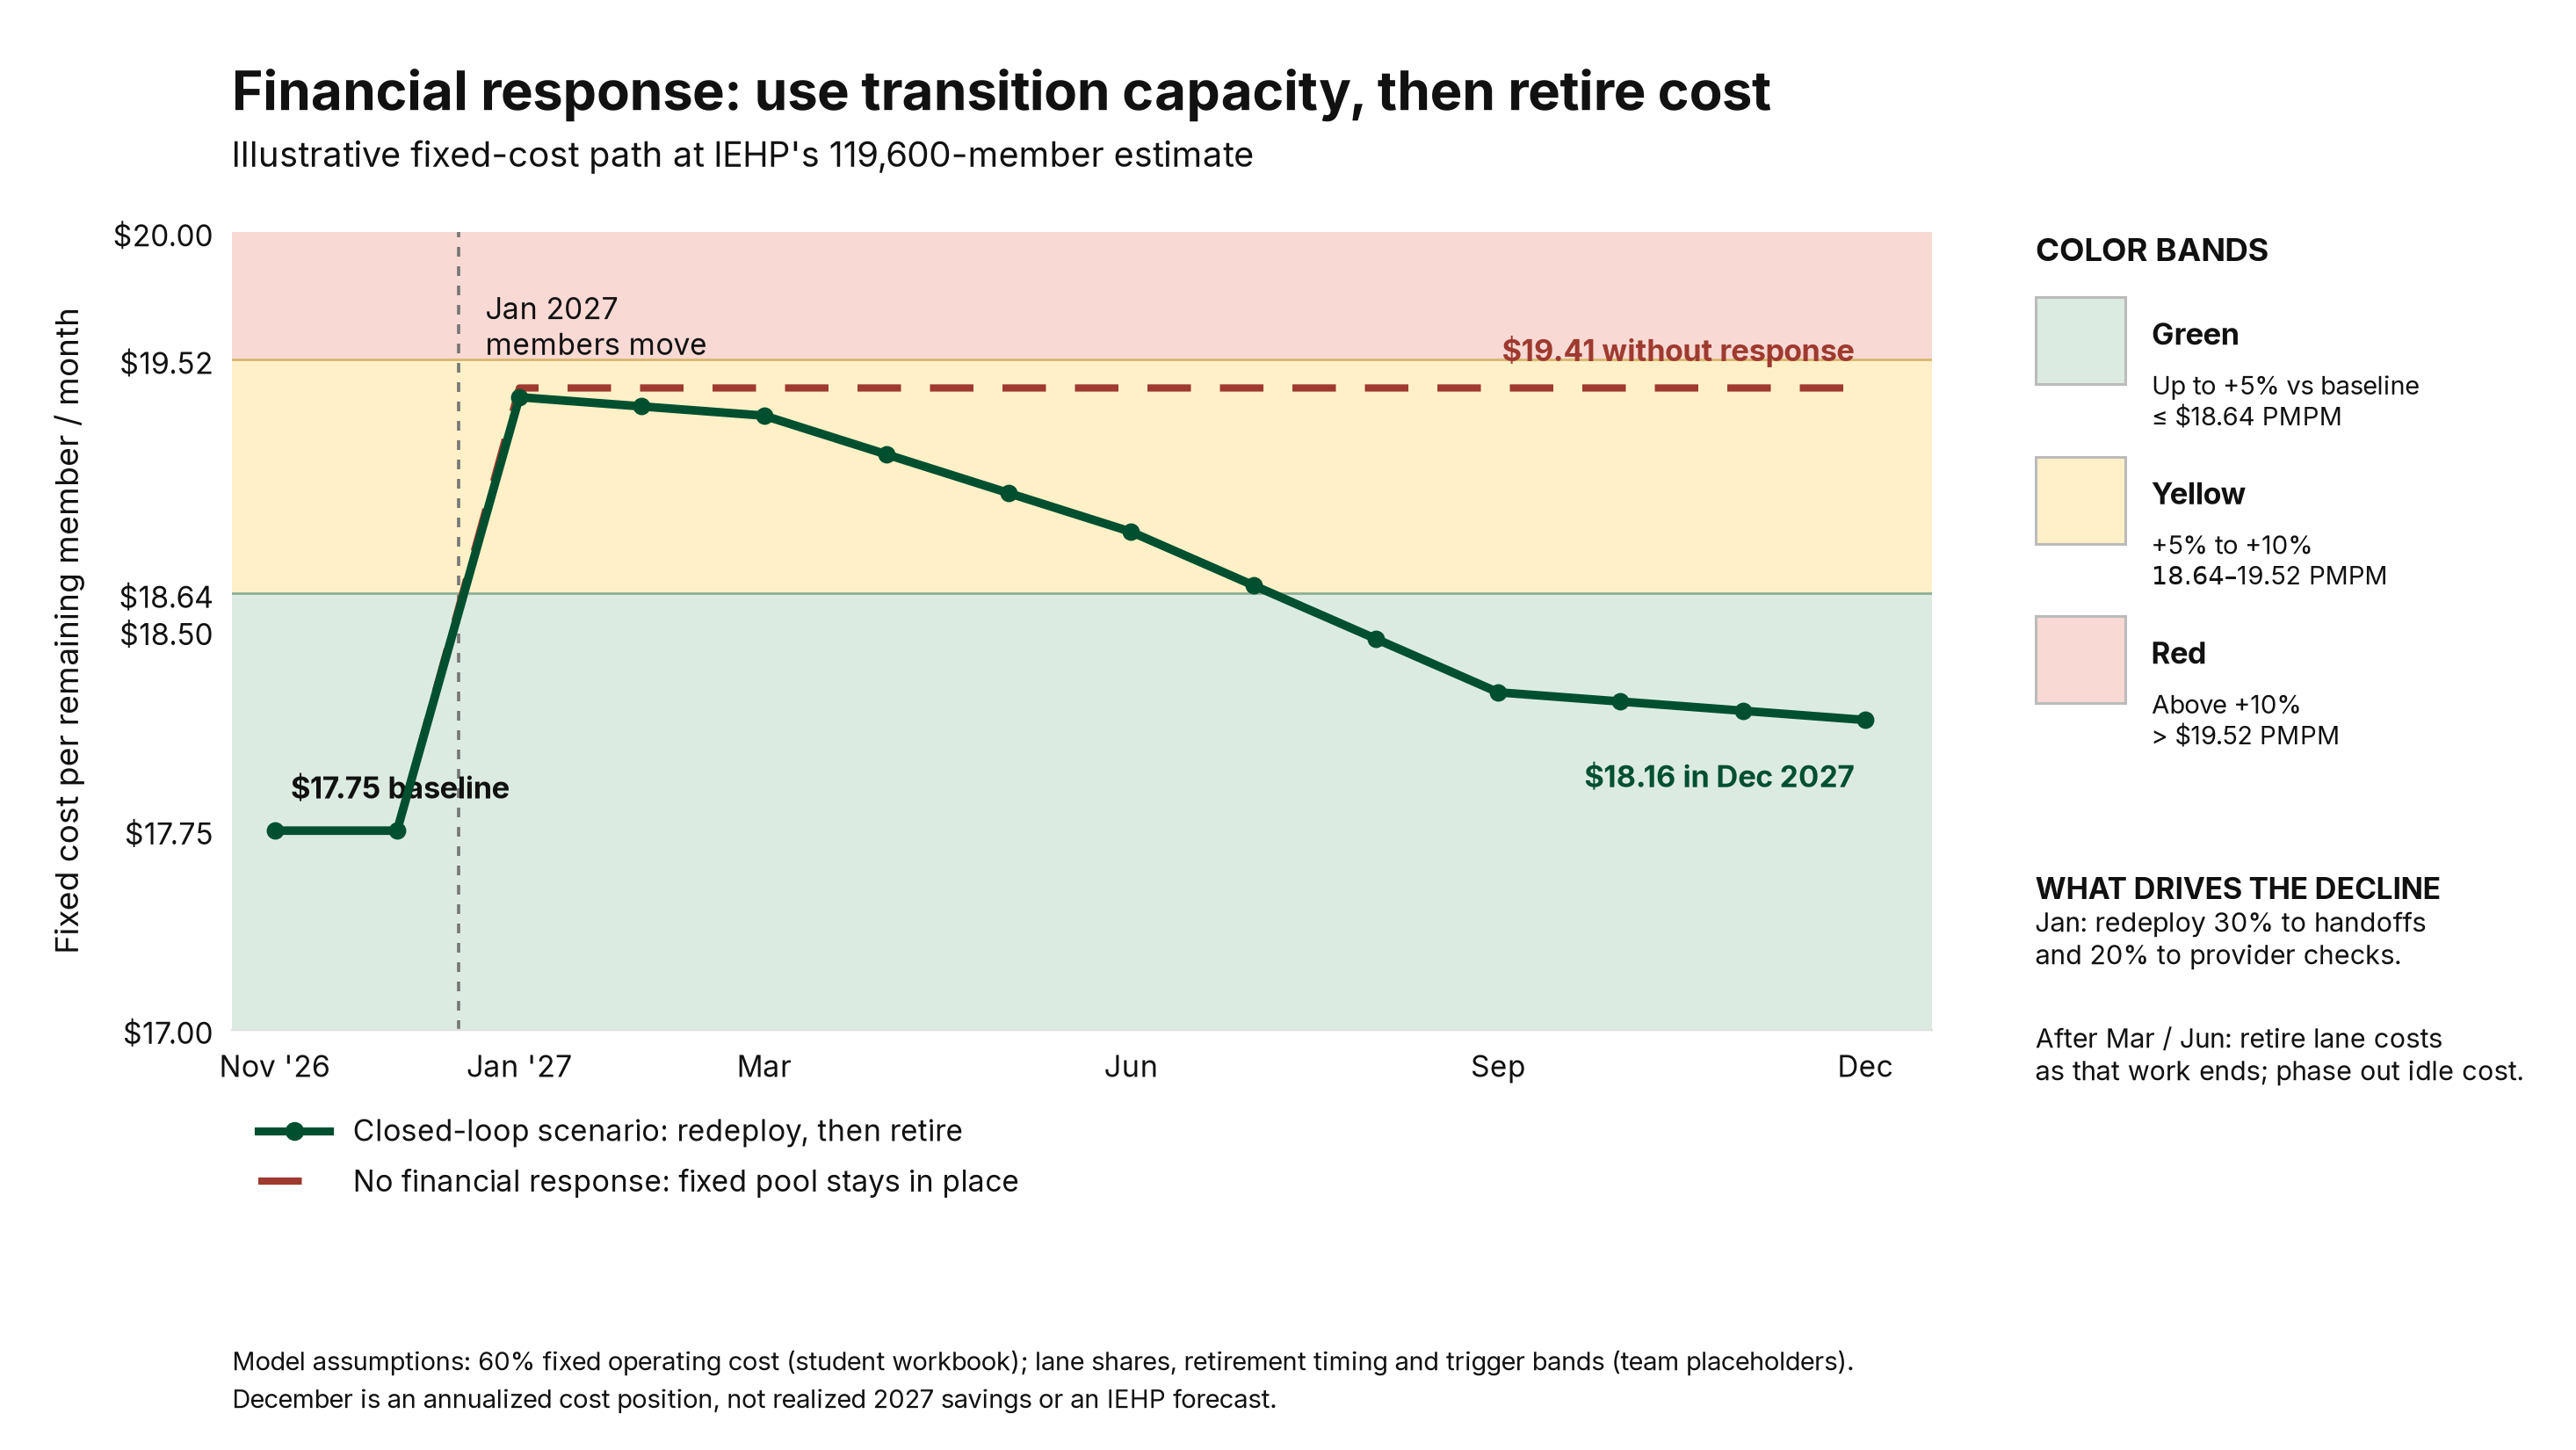 Financial response: use transition capacity, then retire cost
Illustrative fixed-cost path at IEHP's 119,600-member estimate
Fixed cost per remaining member / month
$20.00
$19.52
$18.64
$18.50
$17.75
$17.00
Jan 2027
members move
$19.41 without response
$17.75 baseline
$18.16 in Dec 2027
Nov '26
Jan '27
Mar
Jun
Sep
Dec
Closed-loop scenario: redeploy, then retire
No financial response: fixed pool stays in place
COLOR BANDS
Green
Up to +5% vs baseline
≤ $18.64 PMPM
Yellow
+5% to +10%
18.64–19.52 PMPM
Red
Above +10%
> $19.52 PMPM
WHAT DRIVES THE DECLINE
Jan: redeploy 30% to handoffs
and 20% to provider checks.
After Mar / Jun: retire lane costs
as that work ends; phase out idle cost.
Model assumptions: 60% fixed operating cost (student workbook); lane shares, retirement timing and trigger bands (team placeholders).
December is an annualized cost position, not realized 2027 savings or an IEHP forecast.